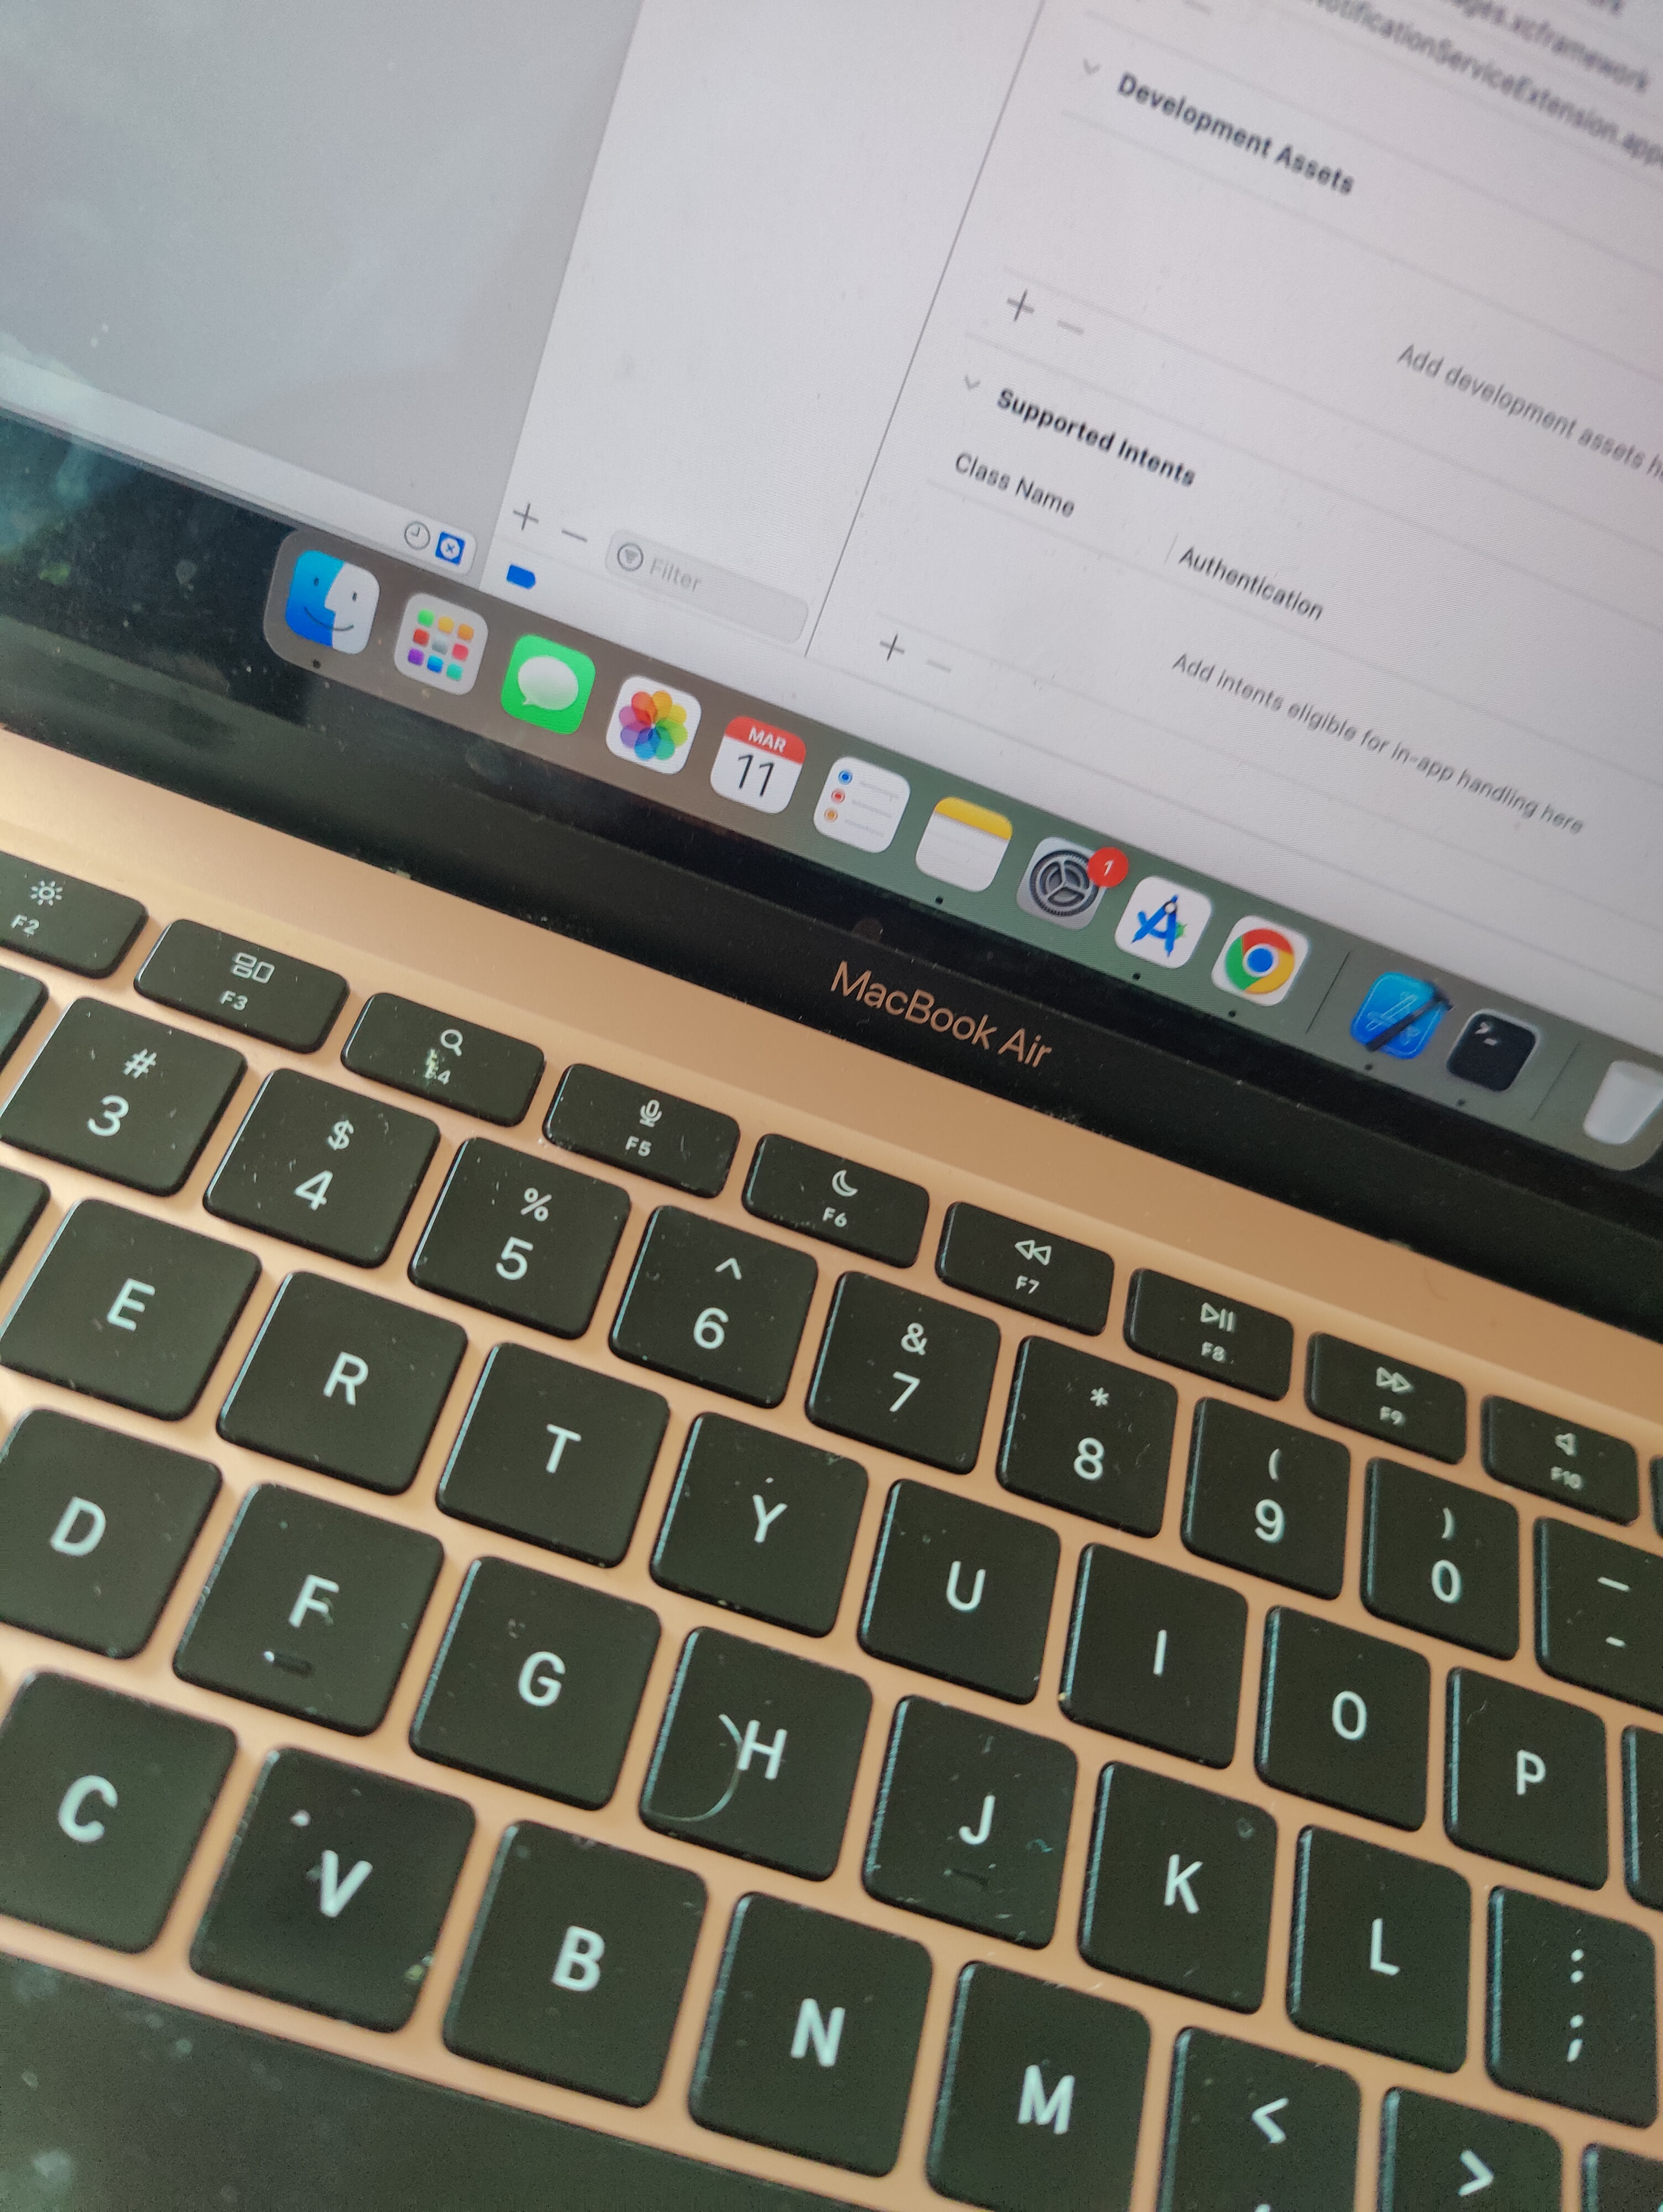 NotificationServiceExtension.app
Development Assets
Add development assets
Supported Intents
Class Name
Authentication
Add intents eligible for in-app handling here
Filter
MAR
11
1
MacBook Air
F2
F3
F4
F5
F6
F7
F8
F9
F10
# $ % ^ & * ( ) _
3 4 5 6 7 8 9 0 -
E R T Y U I O P
D F G H J K L : ;
C V B N M < >